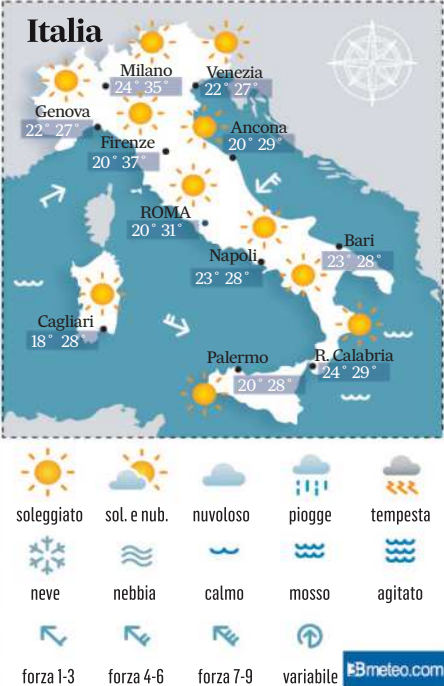 Italia
Milano
24° 35°
Venezia
22° 27°
Genova
22° 27°
Firenze
20° 37°
Ancona
20° 29°
ROMA
20° 31°
Bari
23° 28°
Napoli
23° 28°
Cagliari
18° 28°
Palermo
20° 28°
R. Calabria
24° 29°
soleggiato sol. e nub. nuvoloso piogge tempesta
neve nebbia calmo mosso agitato
forza 1-3 forza 4-6 forza 7-9 variabile
3Bmeteo.com